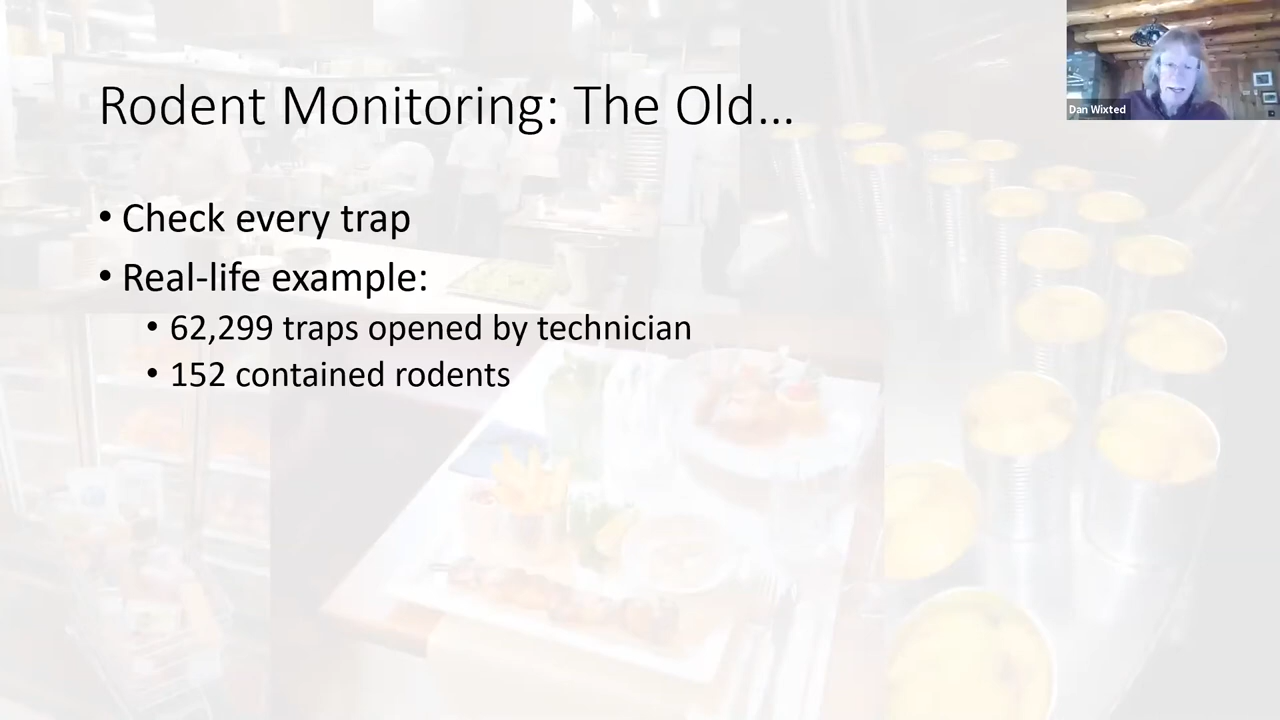 Rodent Monitoring: The Old…
Dan Wixted
• Check every trap
• Real-life example:
• 62,299 traps opened by technician
• 152 contained rodents